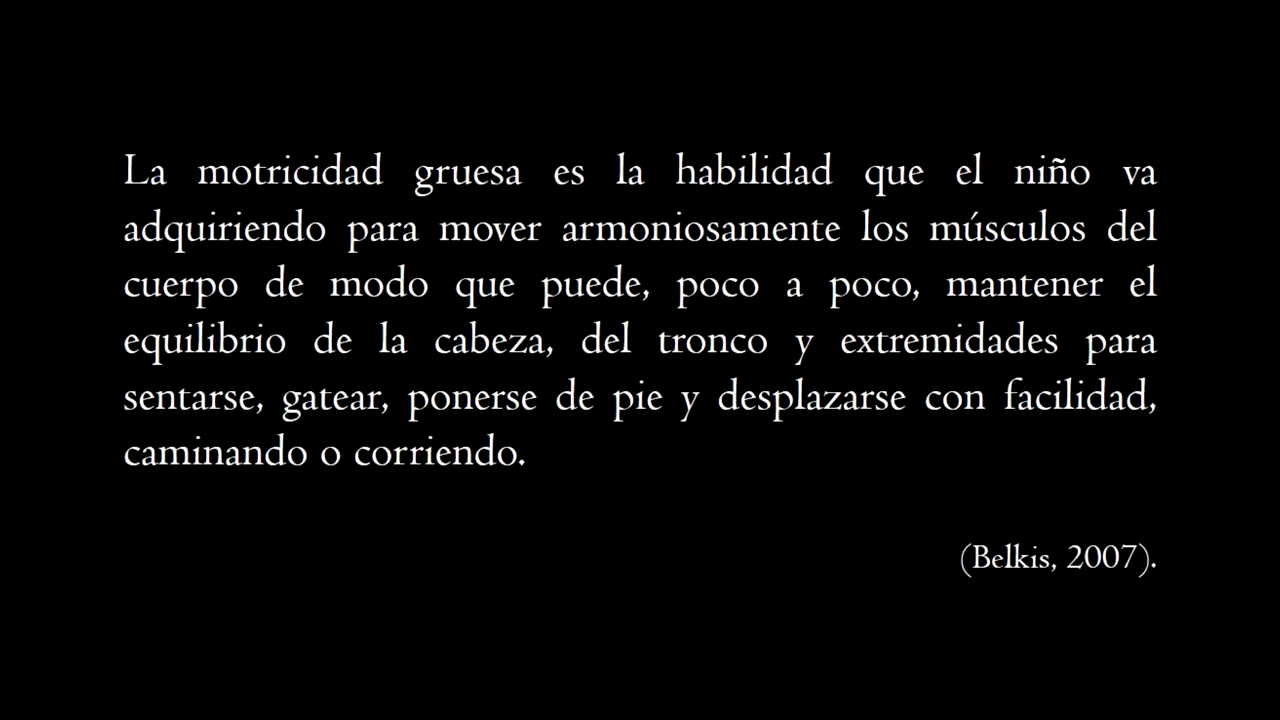 La motricidad gruesa es la habilidad que el niño va
adquiriendo para mover armoniosamente los músculos del
cuerpo de modo que puede, poco a poco, mantener el
equilibrio de la cabeza, del tronco y extremidades para
sentarse, gatear, ponerse de pie y desplazarse con facilidad,
caminando o corriendo.
(Belkis, 2007).